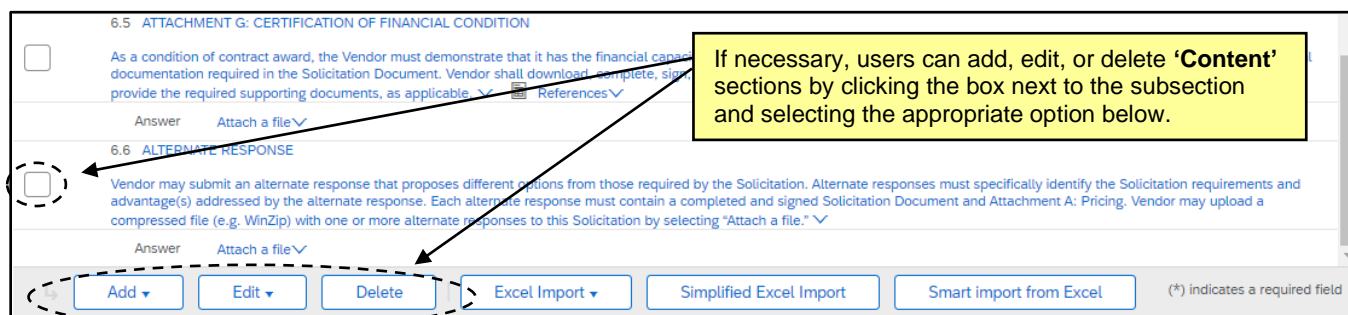 6.5 ATTACHMENT G: CERTIFICATION OF FINANCIAL CONDITION
As a condition of contract award, the Vendor must demonstrate that it has the financial
documentation required in the Solicitation Document. Vendor shall download, complete, sign,
provide the required supporting documents, as applicable. References
If necessary, users can add, edit, or delete ‘Content’
sections by clicking the box next to the subsection
and selecting the appropriate option below.
Answer Attach a file
6.6 ALTERNATE RESPONSE
Vendor may submit an alternate response that proposes different options from those required by the Solicitation. Alternate responses must specifically identify the Solicitation requirements and
advantage(s) addressed by the alternate response. Each alternate response must contain a completed and signed Solicitation Document and Attachment A: Pricing. Vendor may upload a
compressed file (e.g. WinZip) with one or more alternate responses to this Solicitation by selecting “Attach a file.”
Answer Attach a file
Add Edit Delete Excel Import Simplified Excel Import Smart import from Excel (*) indicates a required field